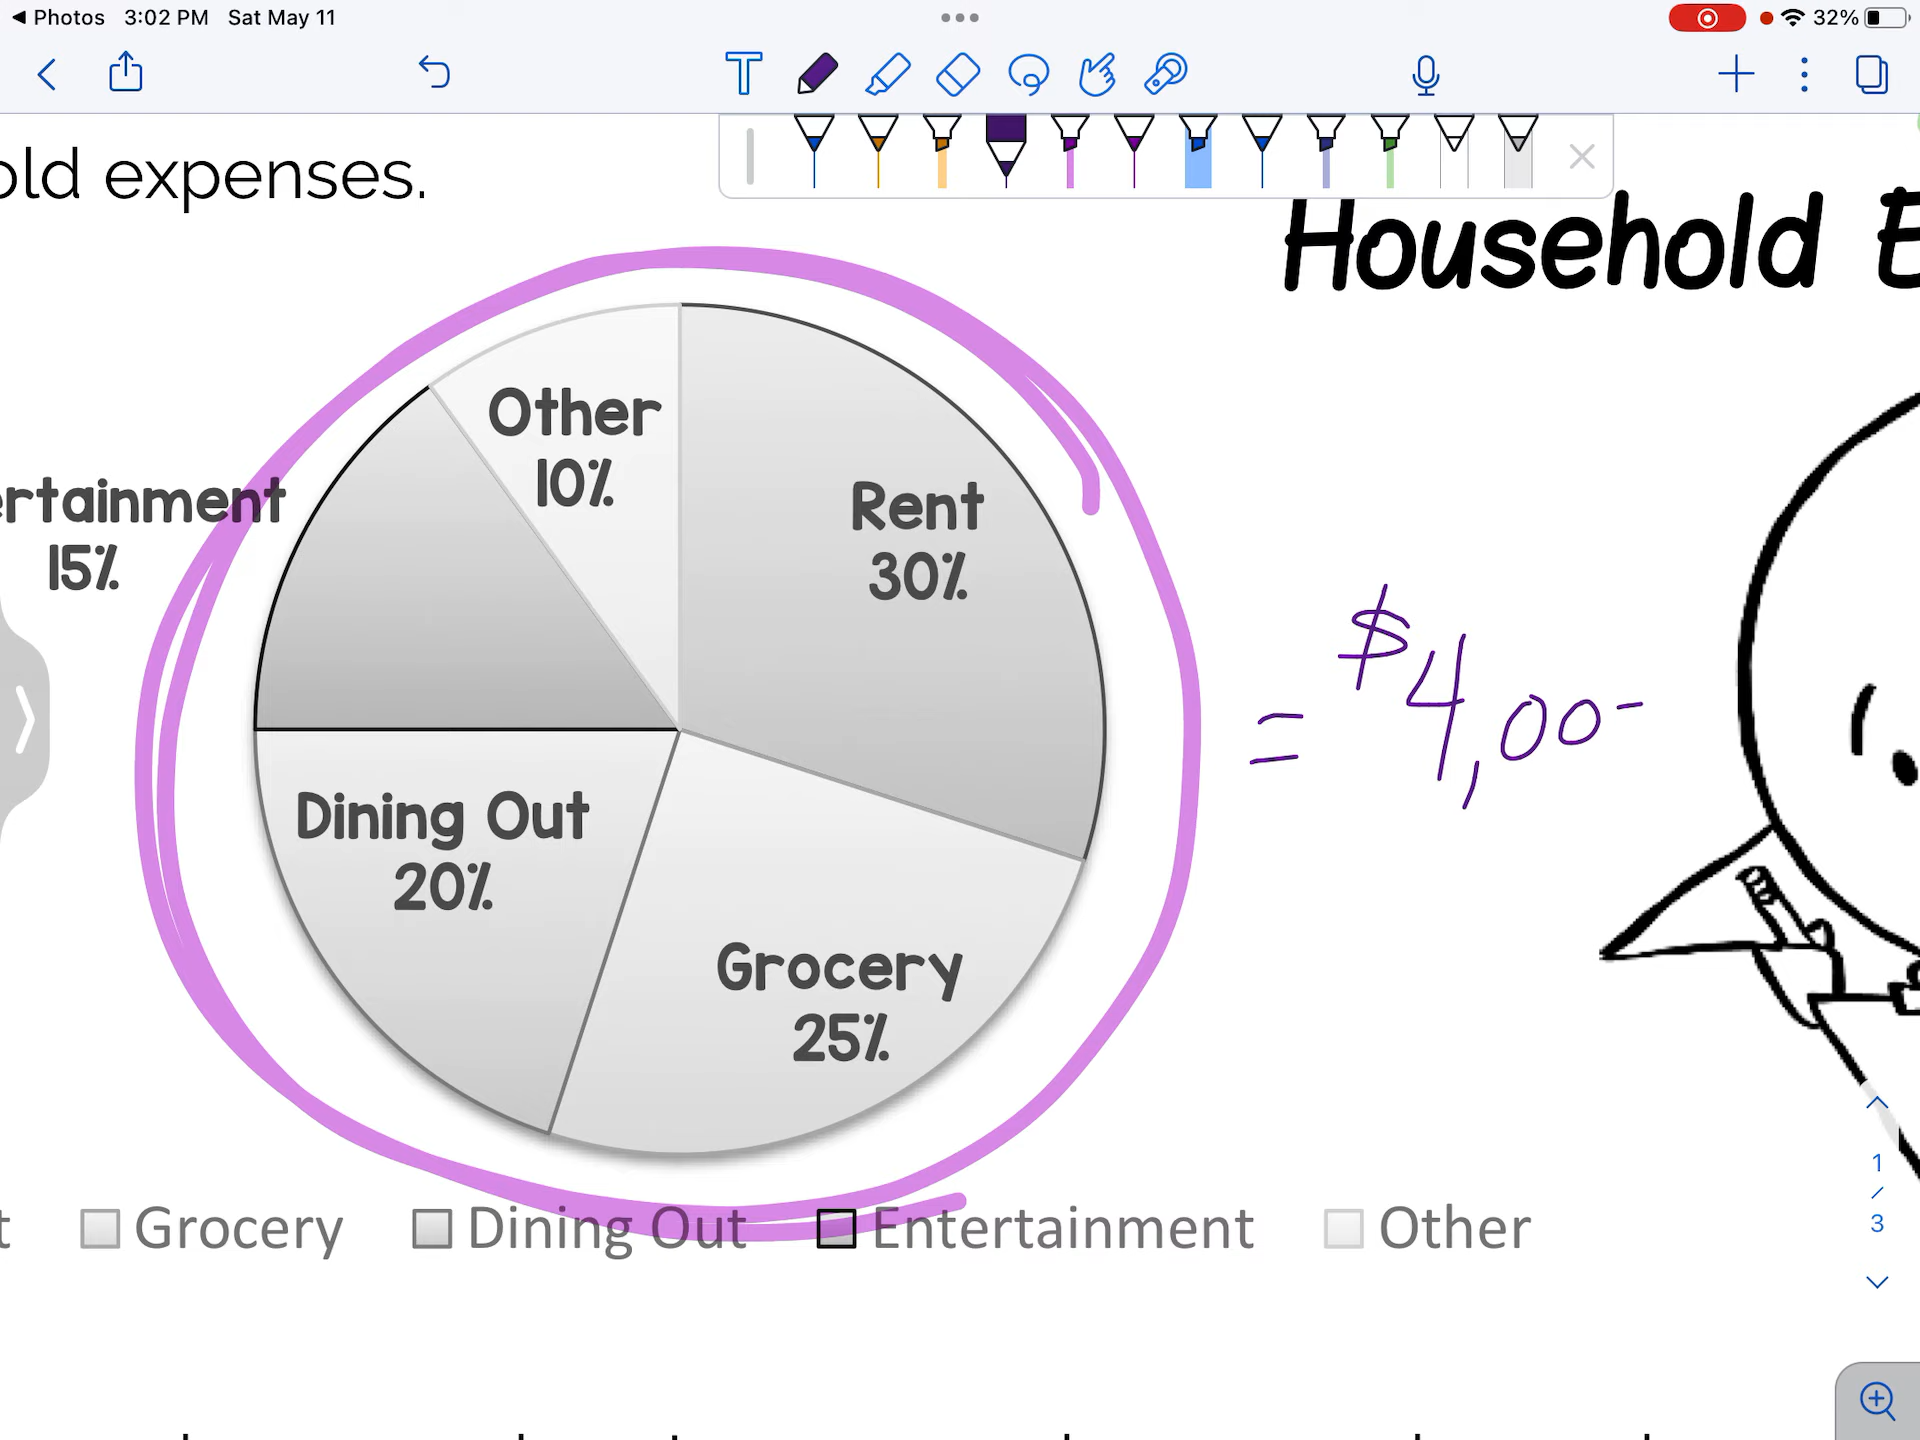 Photos 3:02 PM Sat May 11
32%
old expenses.
Household E
Other
10%
ertainment
15%
Rent
30%
= $4,00-
Dining Out
20%
Grocery
25%
t Grocery Dining Out Entertainment Other
1
/
3